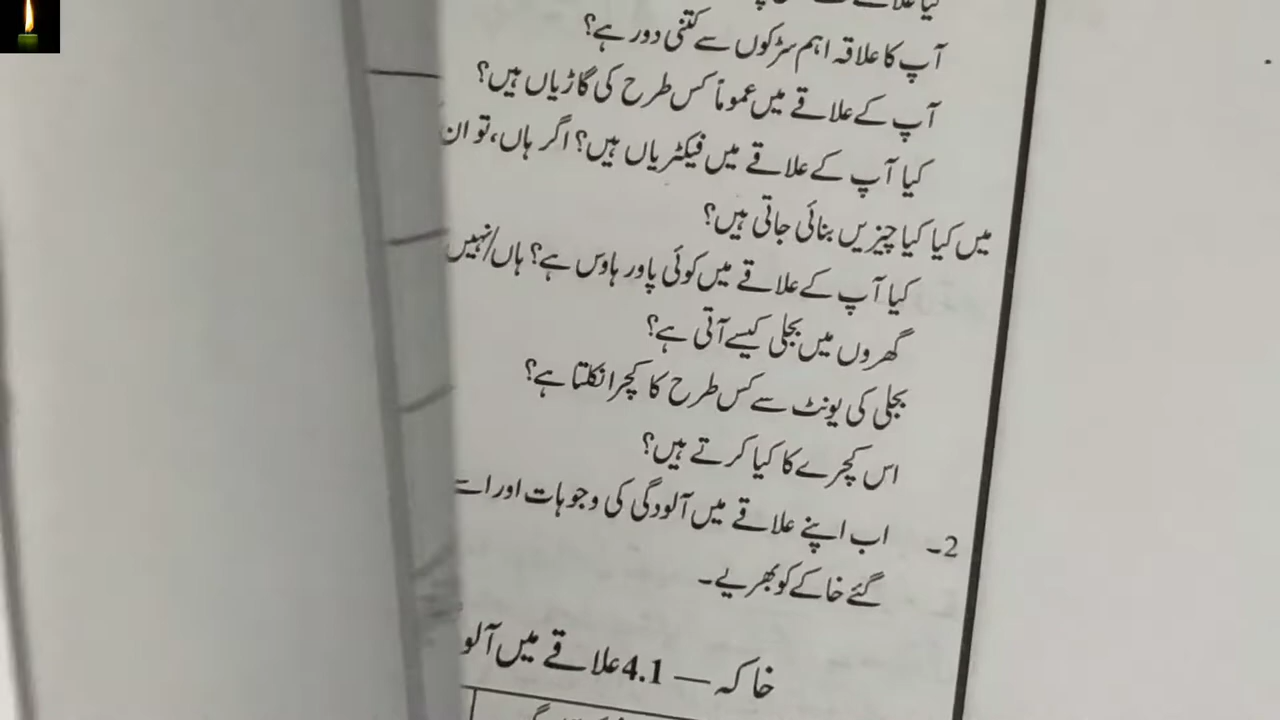 آپ کا علاقہ اہم سڑکوں سے کتنی دور ہے؟
آپ کے علاقے میں عموماً کس طرح کی گاڑیاں ہیں؟
کیا آپ کے علاقے میں فیکٹریاں ہیں؟ اگر ہاں، تو ان
میں کیا کیا چیزیں بنائی جاتی ہیں؟
کیا آپ کے علاقے میں کوئی پاور ہاوس ہے؟ ہاں/نہیں
گھروں میں بجلی کیسے آتی ہے؟
بجلی کی یونٹ سے کس طرح کا کچرا نکلتا ہے؟
اس کچرے کا کیا کرتے ہیں؟
2۔ اب اپنے علاقے میں آلودگی کی وجوہات اور
گئے خاکے کو بھریے۔
خاکہ — 4.1 علاقے میں آلو